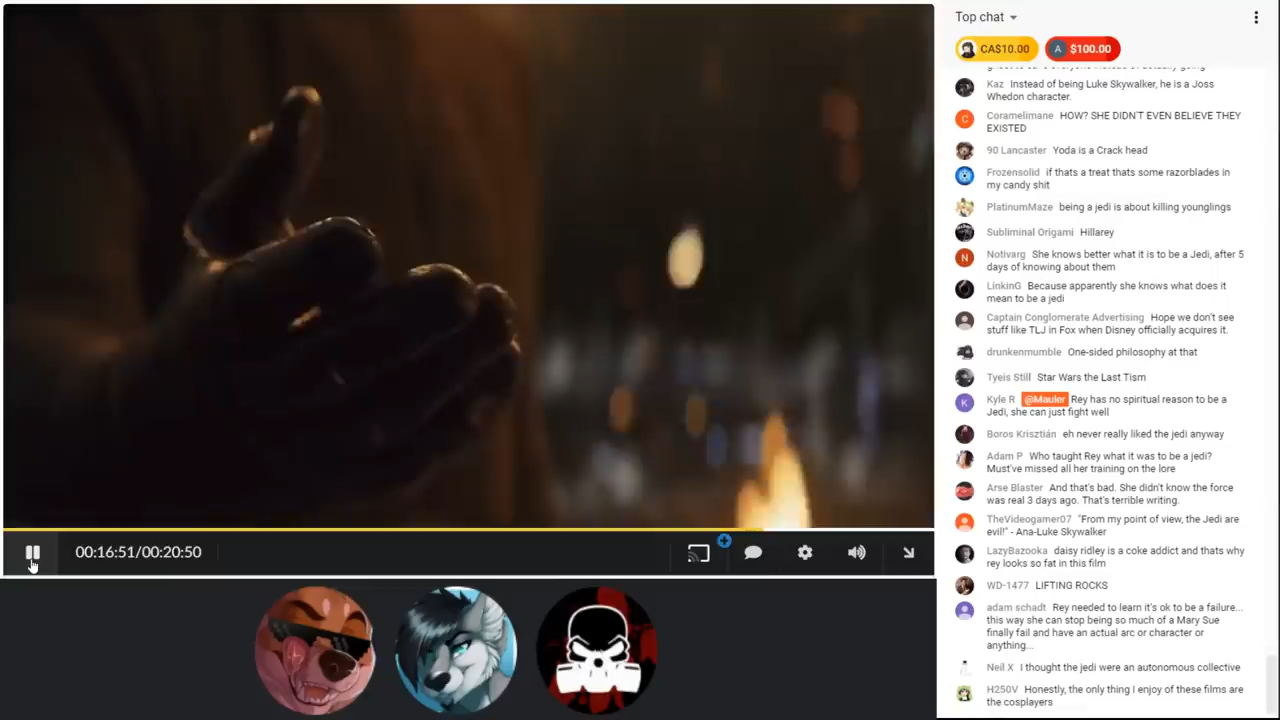 Top chat
CA$10.00
A $100.00
Kaz Instead of being Luke Skywalker, he is a Joss
Whedon character.
C Coramelimane HOW? SHE DIDN'T EVEN BELIEVE THEY
EXISTED
90 Lancaster Yoda is a Crack head
Frozensolid if thats a treat thats some razorblades in
my candy shit
PlatinumMaze being a jedi is about killing younglings
Subliminal Origami Hillarey
N Notivarg She knows better what it is to be a Jedi, after 5
days of knowing about them
LinkinG Because apparently she knows what does it
mean to be a jedi
Captain Conglomerate Advertising Hope we don't see
stuff like TLJ in Fox when Disney officially acquires it.
drunkenmumble One-sided philosophy at that
Tyeis Still Star Wars the Last Tism
K Kyle R @Mauler Rey has no spiritual reason to be a
Jedi, she can just fight well
Boros Krisztián eh never really liked the jedi anyway
Adam P Who taught Rey what it was to be a jedi?
Must've missed all her training on the lore
Arse Blaster And that's bad. She didn't know the force
was real 3 days ago. That's terrible writing.
TheVideogamer07 "From my point of view, the Jedi are
evil!" - Ana-Luke Skywalker
LazyBazooka daisy ridley is a coke addict and thats why
rey looks so fat in this film
WD-1477 LIFTING ROCKS
adam schadt Rey needed to learn it's ok to be a failure...
this way she can stop being so much of a Mary Sue
finally fail and have an actual arc or character or
anything...
Neil X I thought the jedi were an autonomous collective
H250V Honestly, the only thing I enjoy of these films are
the cosplayers
00:16:51/00:20:50